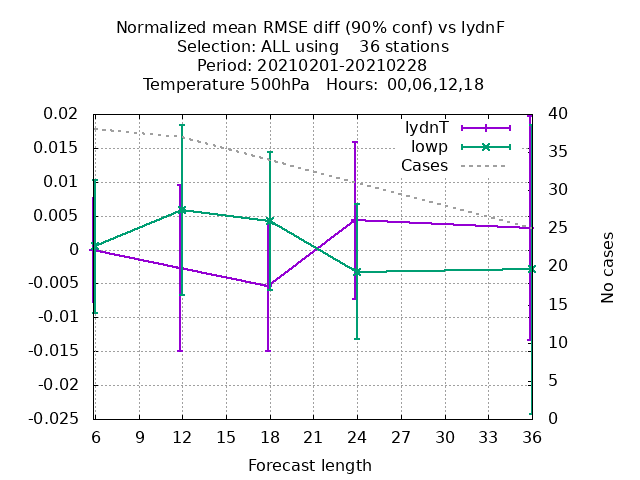 Normalized mean RMSE diff (90% conf) vs lydnF
Selection: ALL using    36 stations
Period: 20210201-20210228
Temperature 500hPa   Hours: 00,06,12,18
0.02
0.015
0.01
0.005
0
-0.005
-0.01
-0.015
-0.02
-0.025
lydnT
lowp
Cases
40
35
30
25
20
15
10
5
0
No cases
6 9 12 15 18 21 24 27 30 33 36
Forecast length